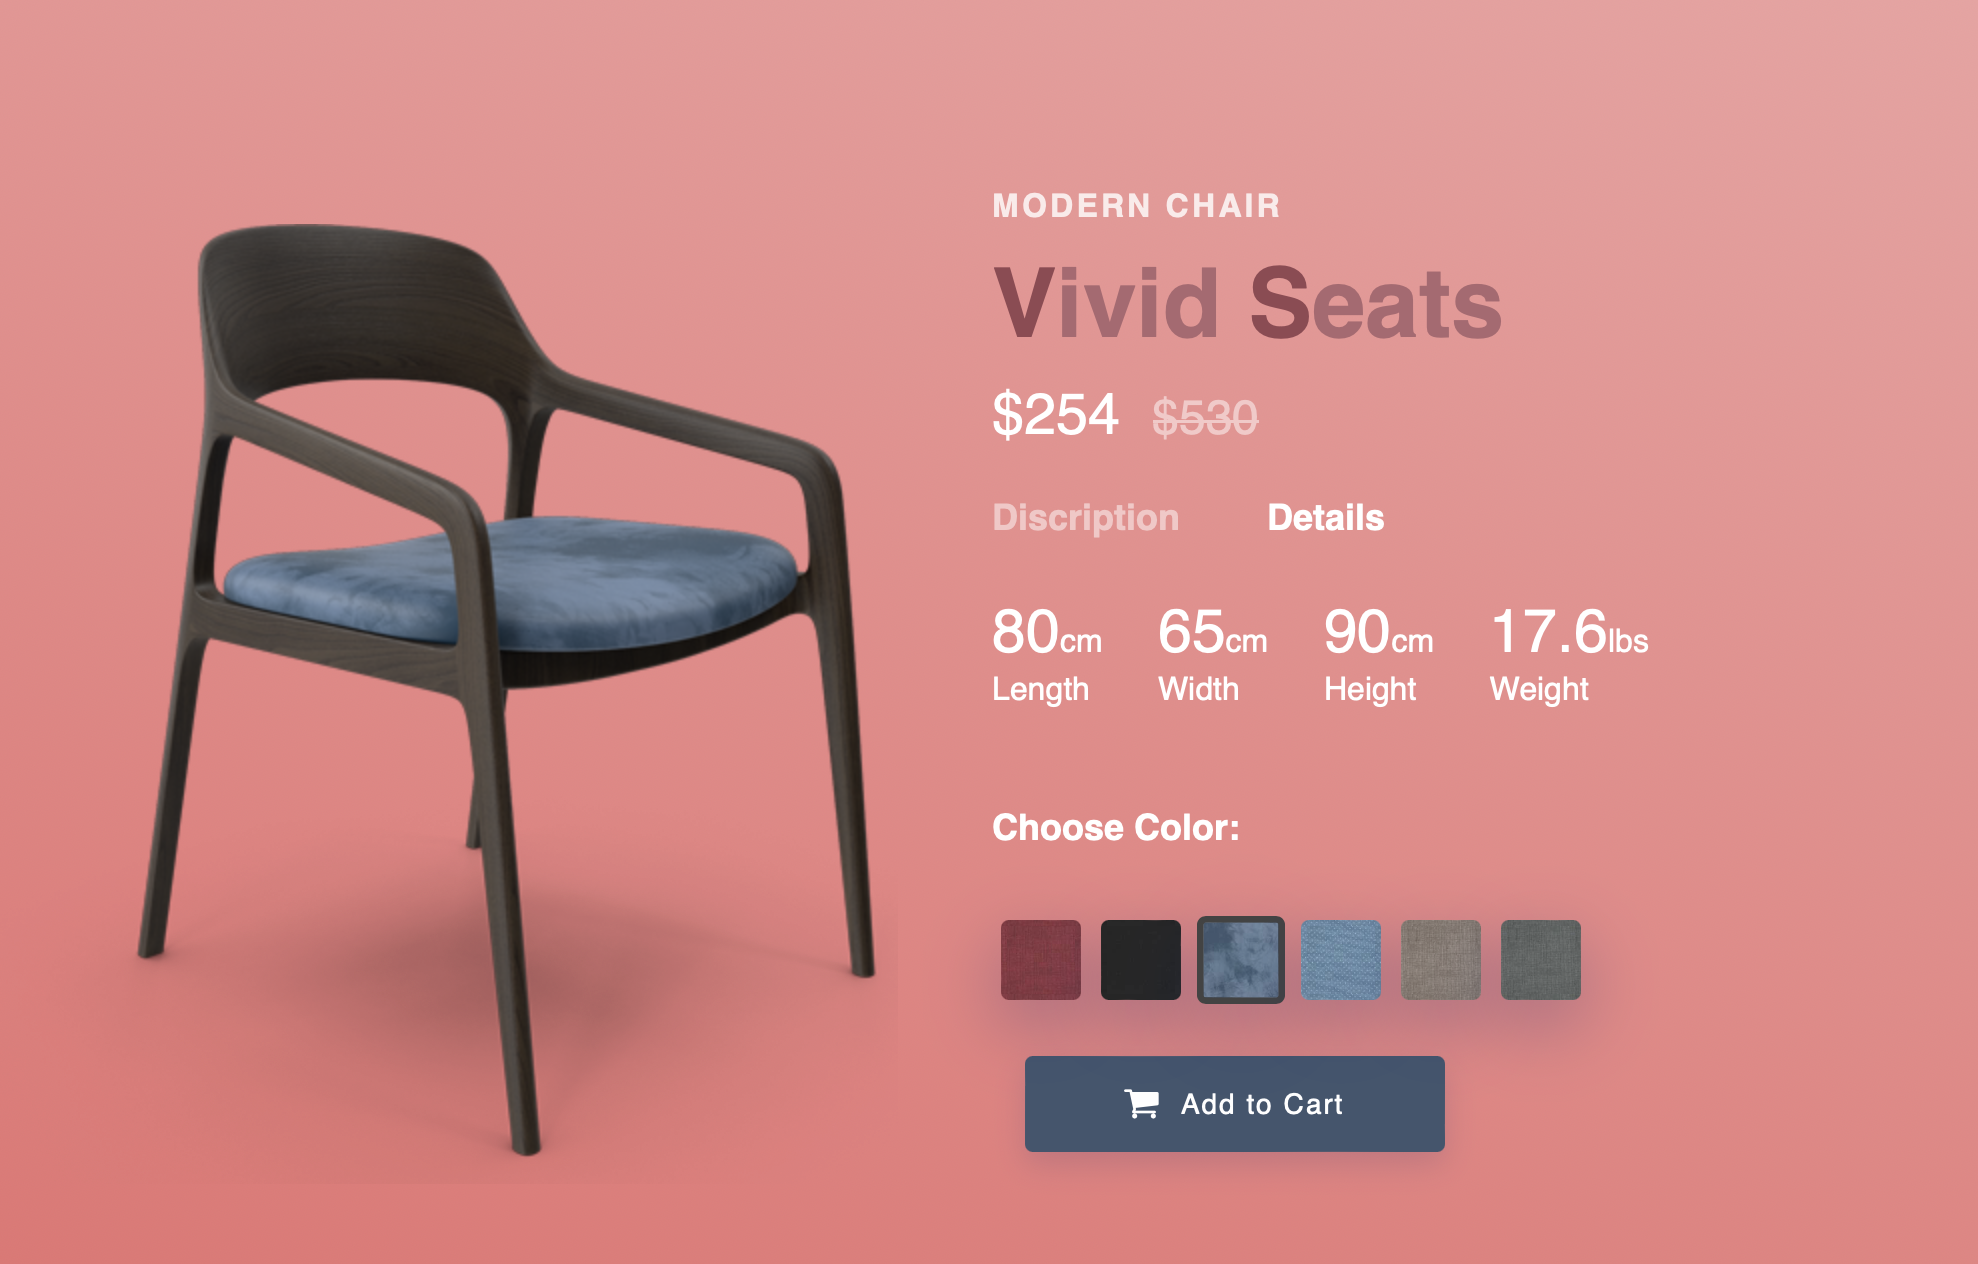 MODERN CHAIR
Vivid Seats
$254 $530
Discription Details
80cm 65cm 90cm 17.6lbs
Length Width Height Weight
Choose Color:
Add to Cart